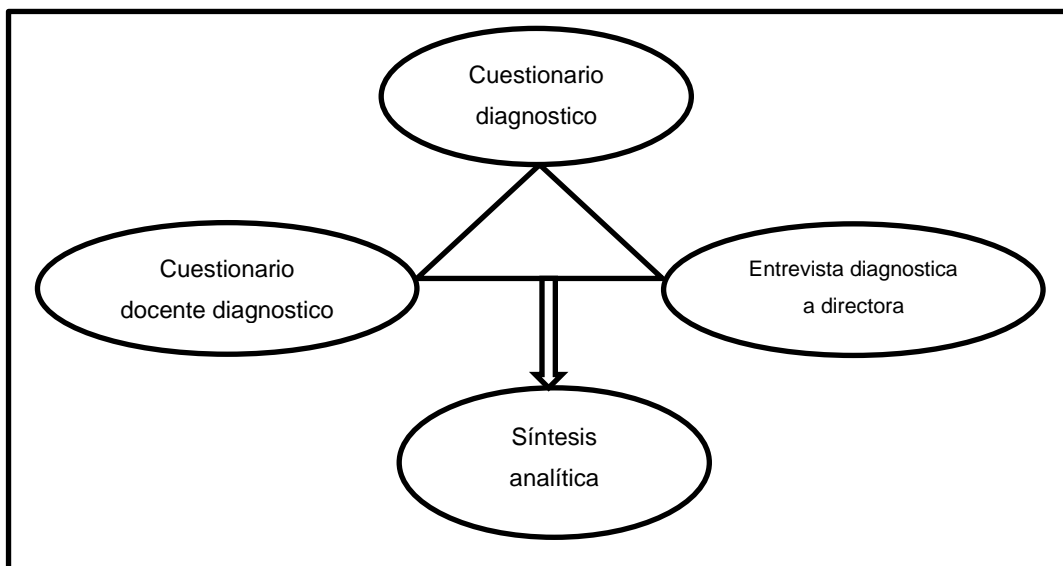 Cuestionario
diagnostico
Cuestionario
docente diagnostico
Entrevista diagnostica
a directora
Síntesis
analítica